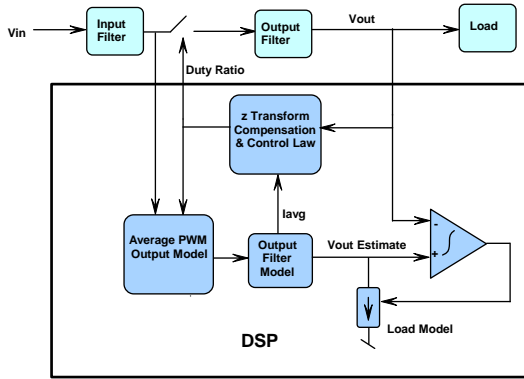 Vin
Input
Filter
Output
Filter
Vout
Load
Duty Ratio
z Transform
Compensation
& Control Law
Iavg
Average PWM
Output Model
Output
Filter
Model
Vout Estimate
-
+
∫
Load Model
DSP